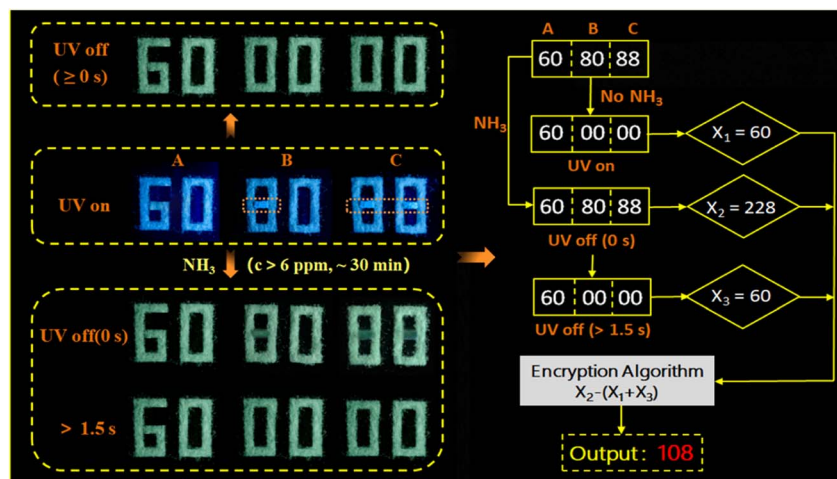 UV off
( ≥ 0 s)
60 00 00
A B C
UV on
60 80 88
NH₃ (c > 6 ppm, ~ 30 min)
UV off(0 s)
60 80 88
> 1.5 s
60 00 00
A B C
60 80 88
NH₃
No NH₃
60 00 00
X₁ = 60
UV on
60 80 88
X₂ = 228
UV off (0 s)
60 00 00
X₃ = 60
UV off (> 1.5 s)
Encryption Algorithm
X₂-(X₁+X₃)
Output: 108